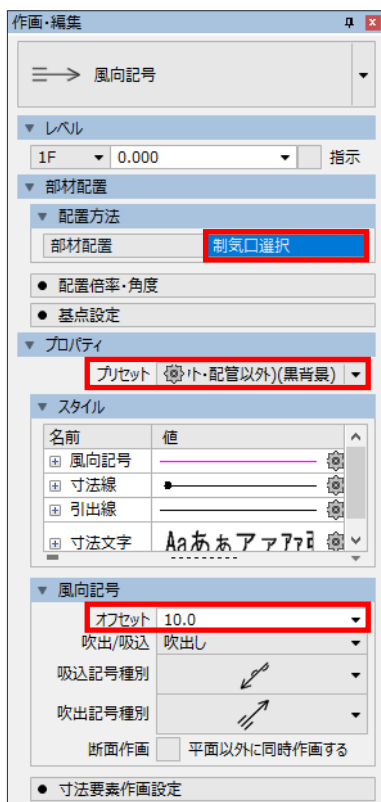 作画・編集
風向記号
レベル
1F 0.000 指示
部材配置
配置方法
部材配置 制気口選択
配置倍率・角度
基点設定
プロパティ
プリセット ト・配管以外)(黒背景)
スタイル
名前 値
風向記号
寸法線
引出線
寸法文字 Aaあぁアァｱｧ
風向記号
オフセット 10.0
吹出/吸込 吹出し
吸込記号種別
吹出記号種別
断面作画 平面以外に同時作画する
寸法要素作画設定